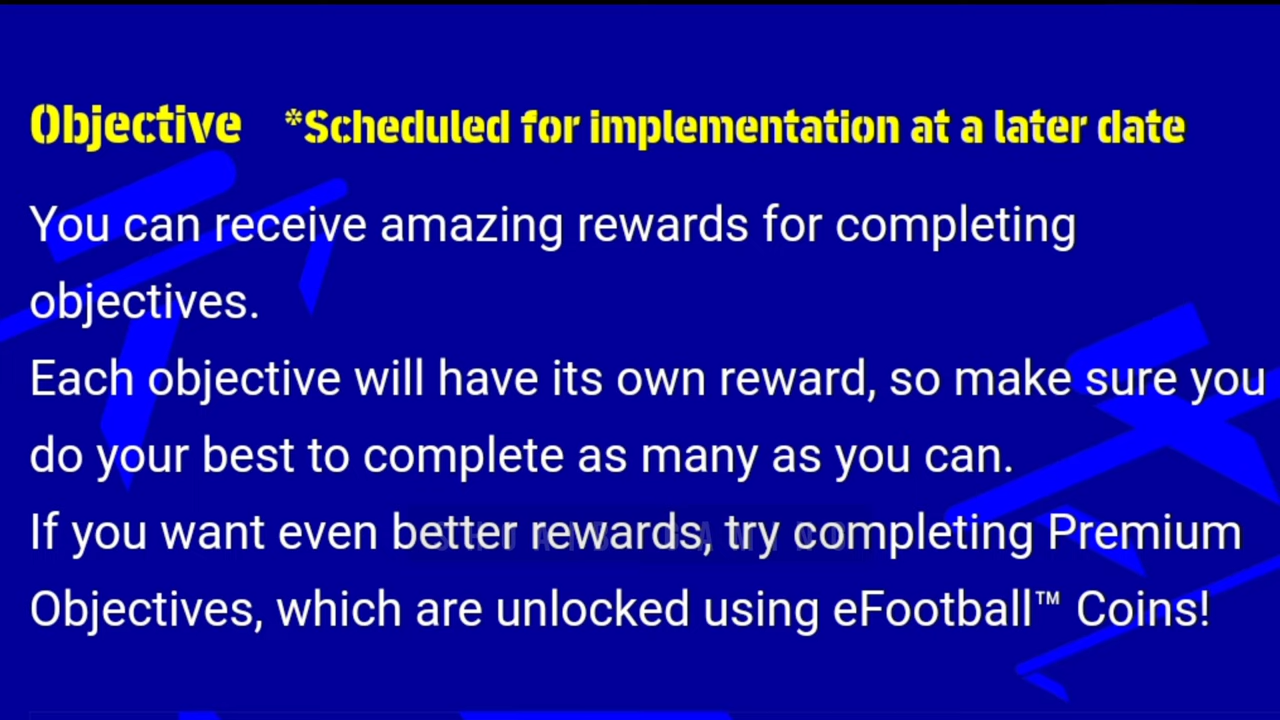 Objective *Scheduled for implementation at a later date
You can receive amazing rewards for completing
objectives.
Each objective will have its own reward, so make sure you
do your best to complete as many as you can.
If you want even better rewards, try completing Premium
Objectives, which are unlocked using eFootball™ Coins!